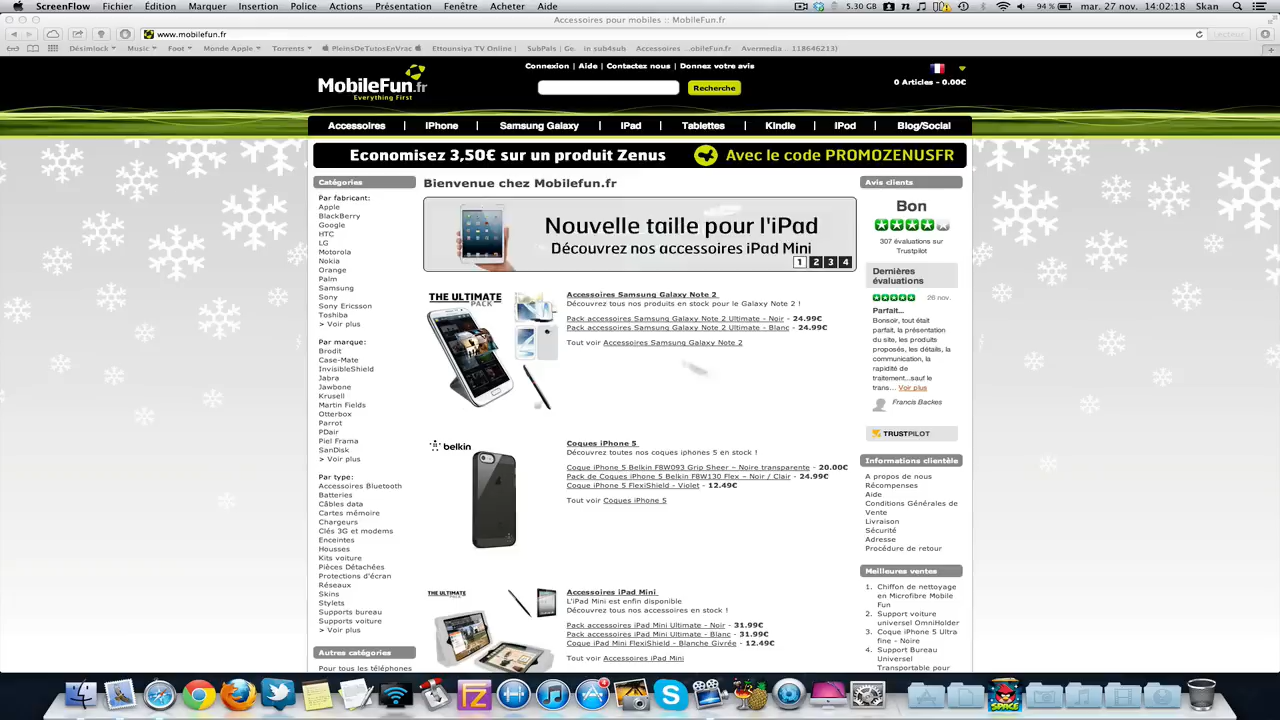 ScreenFlow Fichier Édition Marquer Insertion Police Actions Présentation Fenêtre Acheter Aide 5.30 GB 94 % mar. 27 nov. 14:02:18 Skan
Accessoires pour mobiles :: MobileFun.fr
www.mobilefun.fr Lecteur
Désimlock Music Foot Monde Apple Torrents PleinsDeTutosEnVrac Ettounsiya TV Online | SubPals | Ge. in sub4sub Accessoires ...obileFun.fr Avermedia ... 118646213)
Connexion | Aide | Contactez nous | Donnez votre avis
MobileFun.fr
Everything First
Recherche
0 Articles - 0.00€
Accessoires | IPhone | Samsung Galaxy | IPad | Tablettes | Kindle | IPod | Blog/Social
Economisez 3,50€ sur un produit Zenus Avec le code PROMOZENUSFR
Catégories
Par fabricant:
Apple
BlackBerry
Google
HTC
LG
Motorola
Nokia
Orange
Palm
Samsung
Sony
Sony Ericsson
Toshiba
> Voir plus
Par marque:
Brodit
Case-Mate
InvisibleShield
Jabra
Jawbone
Krusell
Martin Fields
Otterbox
Parrot
PDair
Piel Frama
SanDisk
> Voir plus
Par type:
Accessoires Bluetooth
Batteries
Câbles data
Cartes mémoire
Chargeurs
Clés 3G et modems
Enceintes
Housses
Kits voiture
Pièces Détachées
Protections d'écran
Réseaux
Skins
Stylets
Supports bureau
Supports voiture
> Voir plus
Autres catégories
Pour tous les téléphones
Bienvenue chez Mobilefun.fr
Nouvelle taille pour l'iPad
Découvrez nos accessoires iPad Mini
1 2 3 4
THE ULTIMATE
PACK
Accessoires Samsung Galaxy Note 2
Découvrez tous nos produits en stock pour le Galaxy Note 2 !
Pack accessoires Samsung Galaxy Note 2 Ultimate - Noir - 24.99€
Pack accessoires Samsung Galaxy Note 2 Ultimate - Blanc - 24.99€
Tout voir Accessoires Samsung Galaxy Note 2
belkin
Coques iPhone 5
Découvrez toutes nos coques iphones 5 en stock !
Coque iPhone 5 Belkin F8W093 Grip Sheer – Noire transparente - 20.00€
Pack de Coques iPhone 5 Belkin F8W130 Flex – Noir / Clair - 24.99€
Coque iPhone 5 FlexiShield - Violet - 12.49€
Tout voir Coques iPhone 5
THE ULTIMATE
Accessoires iPad Mini
L'iPad Mini est enfin disponible
Découvrez tous nos accessoires en stock !
Pack accessoires iPad Mini Ultimate - Noir - 31.99€
Pack accessoires iPad Mini Ultimate - Blanc - 31.99€
Coque iPad Mini FlexiShield - Blanche Givrée - 12.49€
Tout voir Accessoires iPad Mini
Avis clients
Bon
307 évaluations sur
Trustpilot
Dernières
évaluations
26 nov.
Parfait...
Bonsoir, tout était
parfait, la présentation
du site, les produits
proposés, les détails, la
communication, la
rapidité de
traitement...sauf le
trans... Voir plus
Francis Backes
TRUSTPILOT
Informations clientèle
A propos de nous
Récompenses
Aide
Conditions Générales de
Vente
Livraison
Sécurité
Adresse
Procédure de retour
Meilleures ventes
1. Chiffon de nettoyage
en Microfibre Mobile
Fun
2. Support voiture
universel OmniHolder
3. Coque iPhone 5 Ultra
fine - Noire
4. Support Bureau
Universel
Transportable pour
4
SPACE